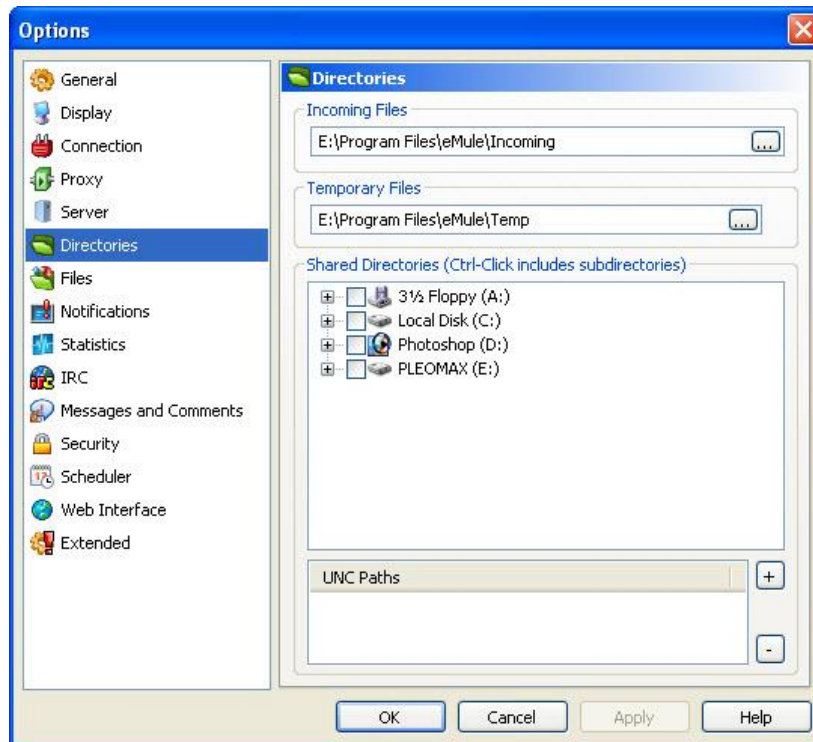 Options
General
Display
Connection
Proxy
Server
Directories
Files
Notifications
Statistics
IRC
Messages and Comments
Security
Scheduler
Web Interface
Extended
Directories
Incoming Files
E:\Program Files\eMule\Incoming
...
Temporary Files
E:\Program Files\eMule\Temp
...
Shared Directories (Ctrl-Click includes subdirectories)
3½ Floppy (A:)
Local Disk (C:)
Photoshop (D:)
PLEOMAX (E:)
UNC Paths
+
-
OK Cancel Apply Help